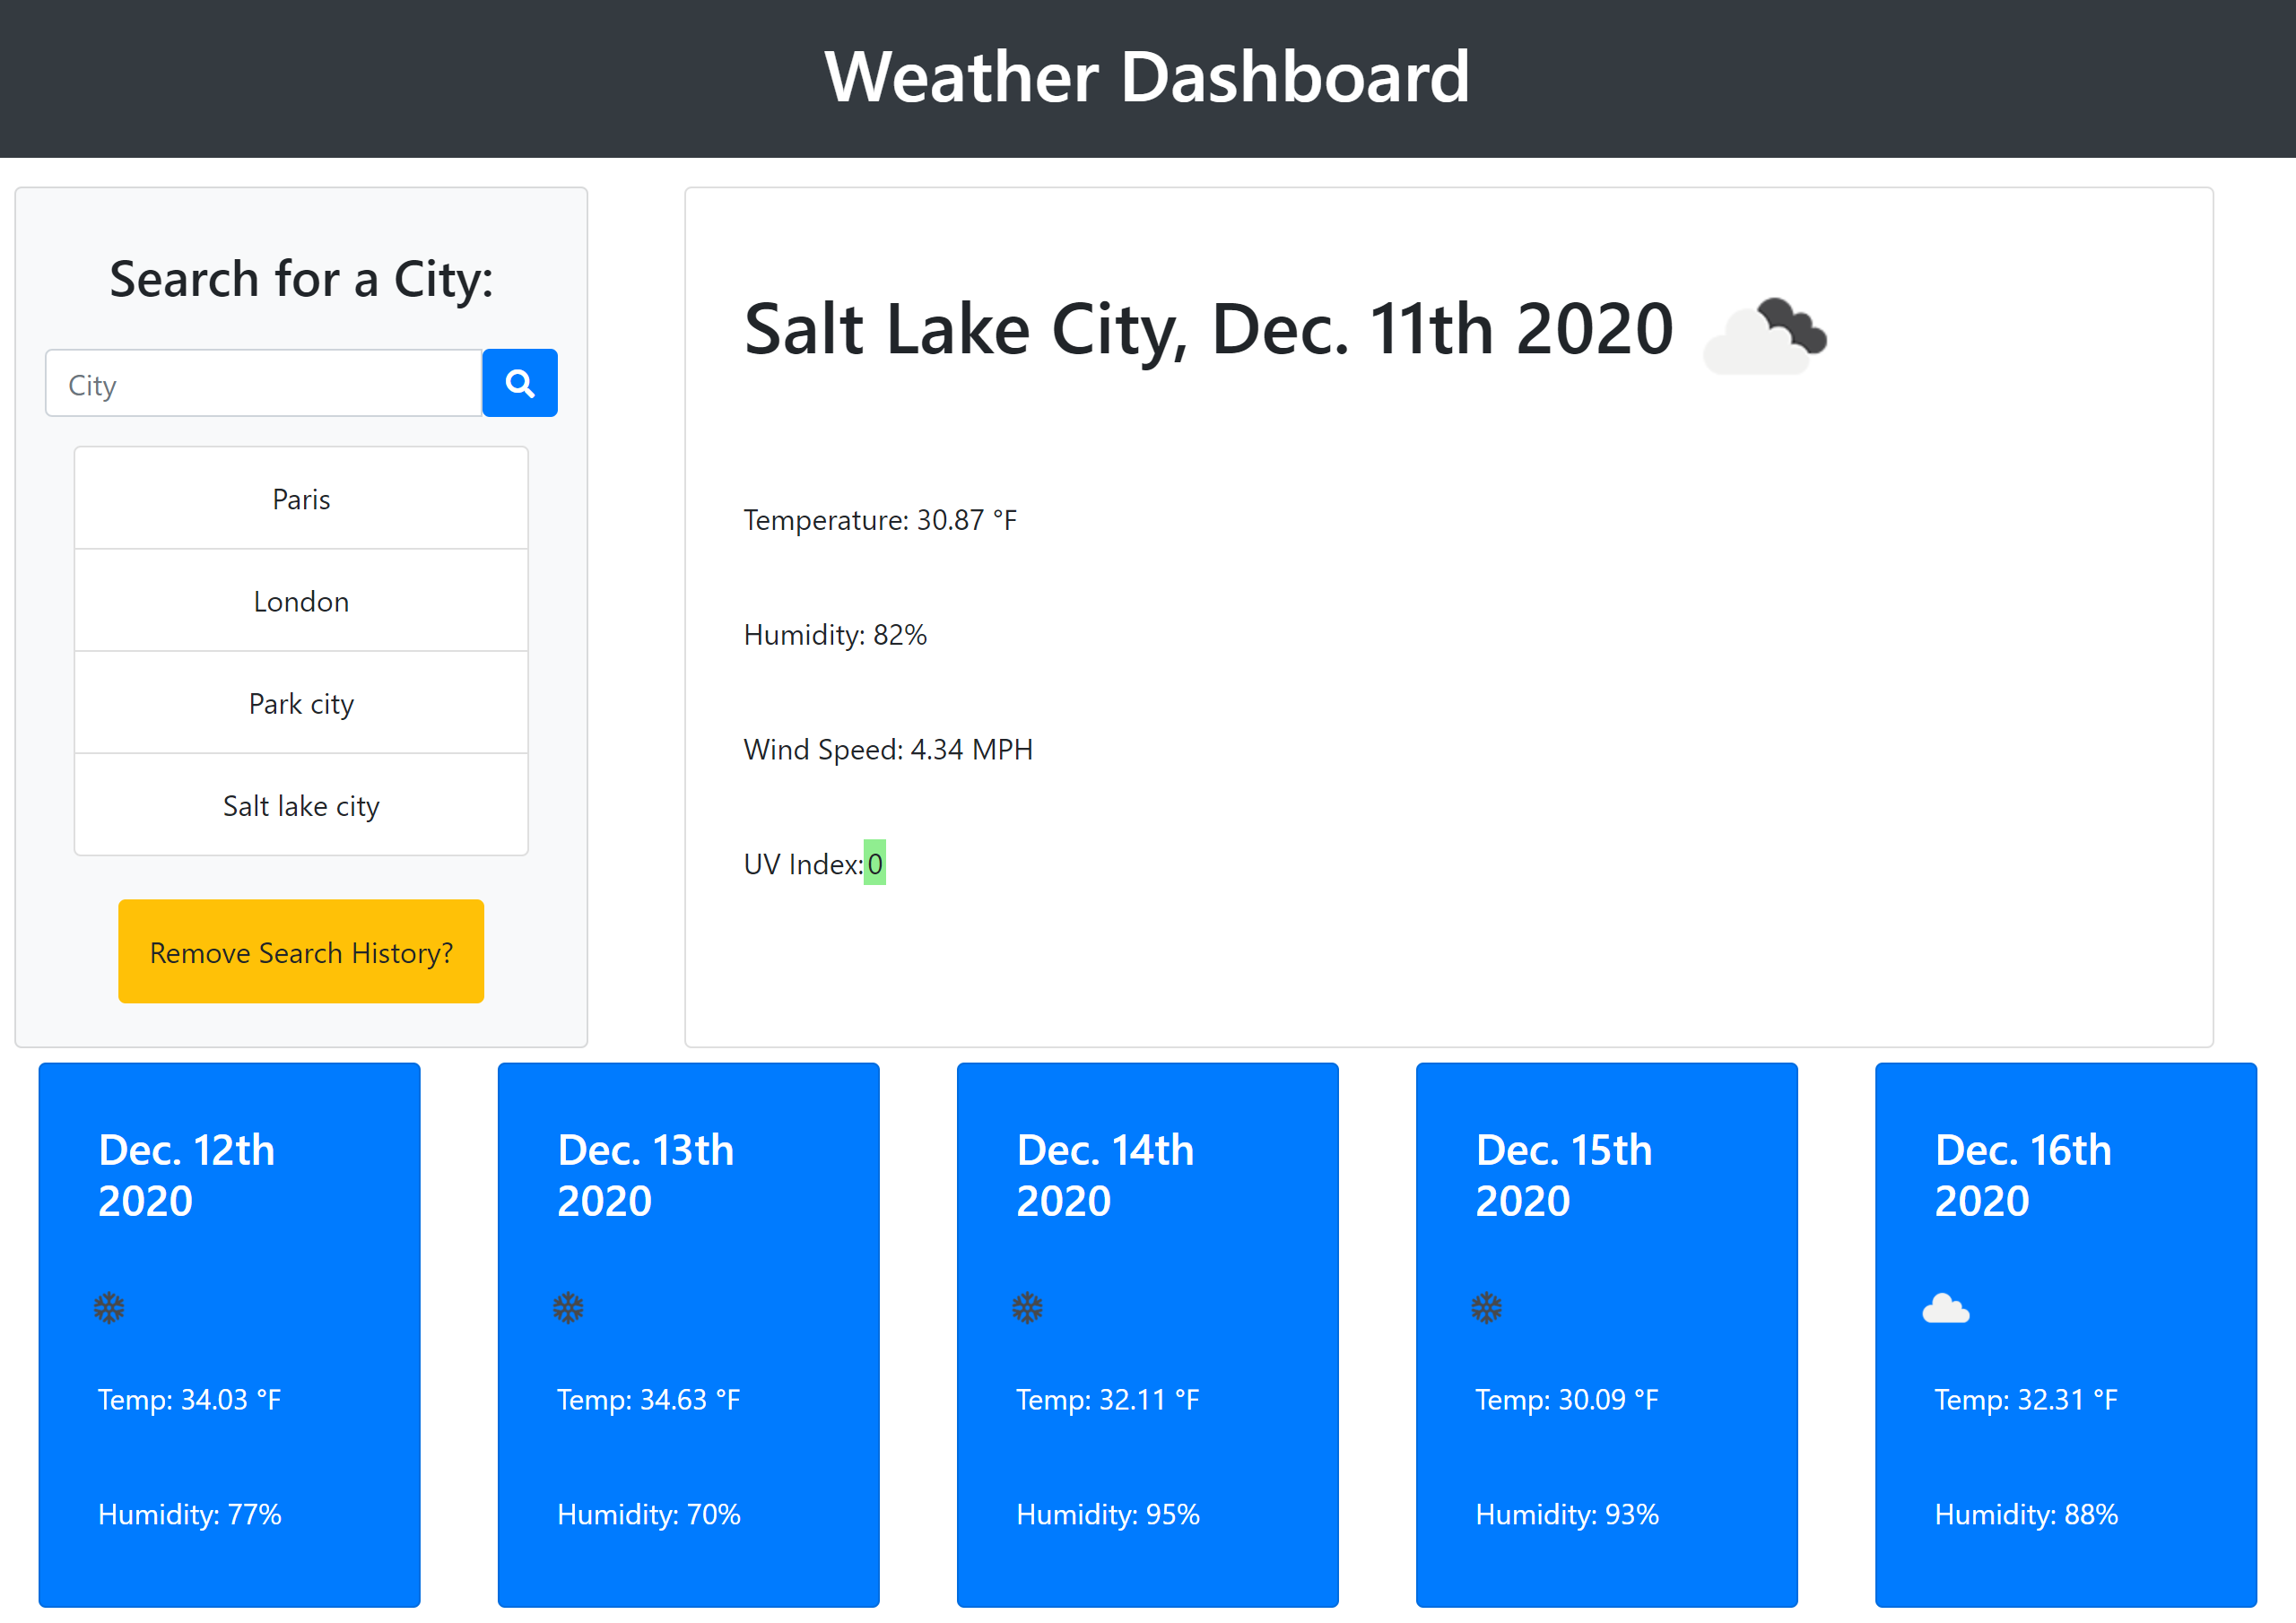 Weather Dashboard
Search for a City:
City
Paris
London
Park city
Salt lake city
Remove Search History?
Salt Lake City, Dec. 11th 2020
Temperature: 30.87 °F
Humidity: 82%
Wind Speed: 4.34 MPH
UV Index:0
Dec. 12th
2020
Temp: 34.03 °F
Humidity: 77%
Dec. 13th
2020
Temp: 34.63 °F
Humidity: 70%
Dec. 14th
2020
Temp: 32.11 °F
Humidity: 95%
Dec. 15th
2020
Temp: 30.09 °F
Humidity: 93%
Dec. 16th
2020
Temp: 32.31 °F
Humidity: 88%